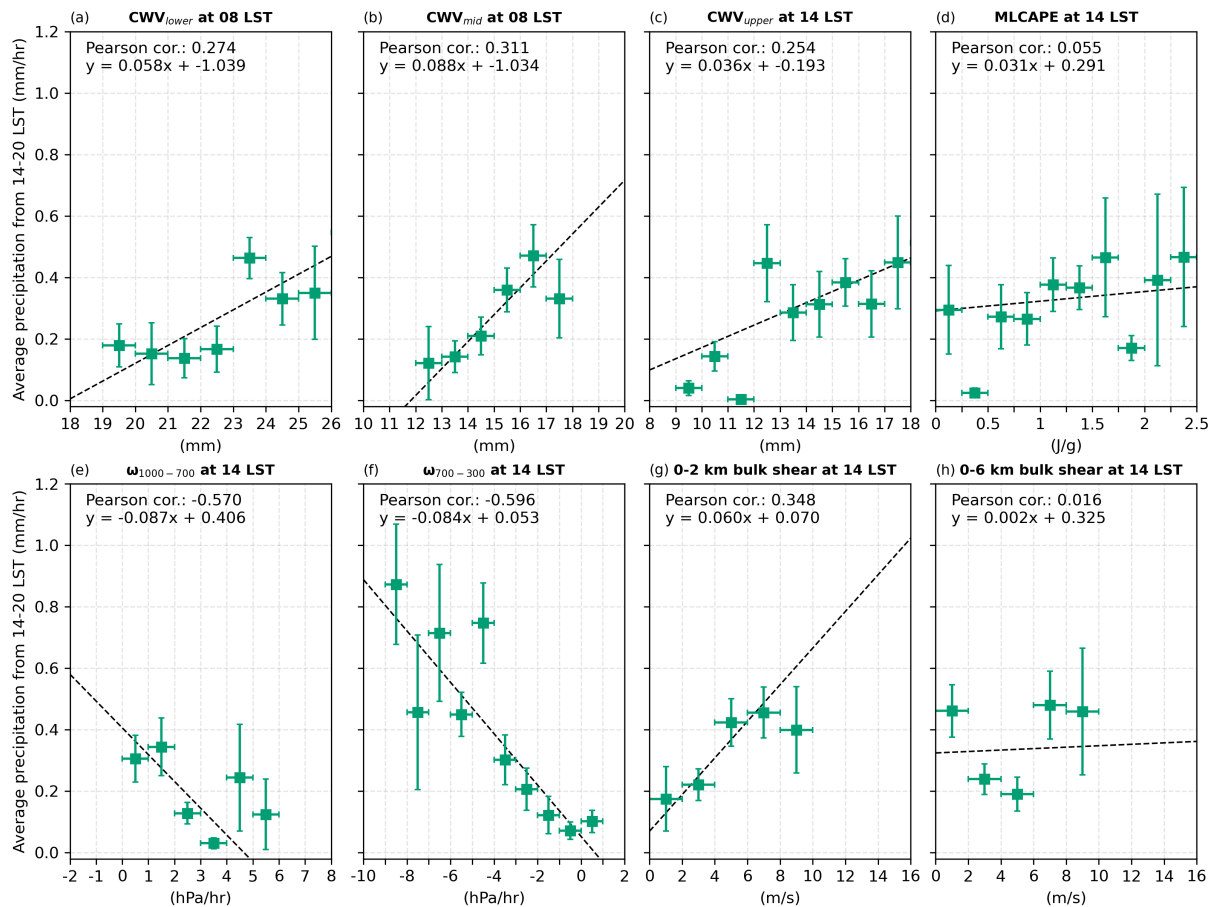 (a) CWV_lower at 08 LST
(b) CWV_mid at 08 LST
(c) CWV_upper at 14 LST
(d) MLCAPE at 14 LST
Average precipitation from 14-20 LST (mm/hr)
1.2
1.0
0.8
0.6
0.4
0.2
0.0
Pearson cor.: 0.274
y = 0.058x + -1.039
18 19 20 21 22 23 24 25 26
(mm)
Pearson cor.: 0.311
y = 0.088x + -1.034
10 11 12 13 14 15 16 17 18 19 20
(mm)
Pearson cor.: 0.254
y = 0.036x + -0.193
8 9 10 11 12 13 14 15 16 17 18
(mm)
Pearson cor.: 0.055
y = 0.031x + 0.291
0 0.5 1 1.5 2 2.5
(J/g)
(e) ω1000−700 at 14 LST
(f) ω700−300 at 14 LST
(g) 0-2 km bulk shear at 14 LST
(h) 0-6 km bulk shear at 14 LST
Average precipitation from 14-20 LST (mm/hr)
1.2
1.0
0.8
0.6
0.4
0.2
0.0
Pearson cor.: -0.570
y = -0.087x + 0.406
-2 -1 0 1 2 3 4 5 6 7 8
(hPa/hr)
Pearson cor.: -0.596
y = -0.084x + 0.053
-10 -8 -6 -4 -2 0 2
(hPa/hr)
Pearson cor.: 0.348
y = 0.060x + 0.070
0 2 4 6 8 10 12 14 16
(m/s)
Pearson cor.: 0.016
y = 0.002x + 0.325
0 2 4 6 8 10 12 14 16
(m/s)